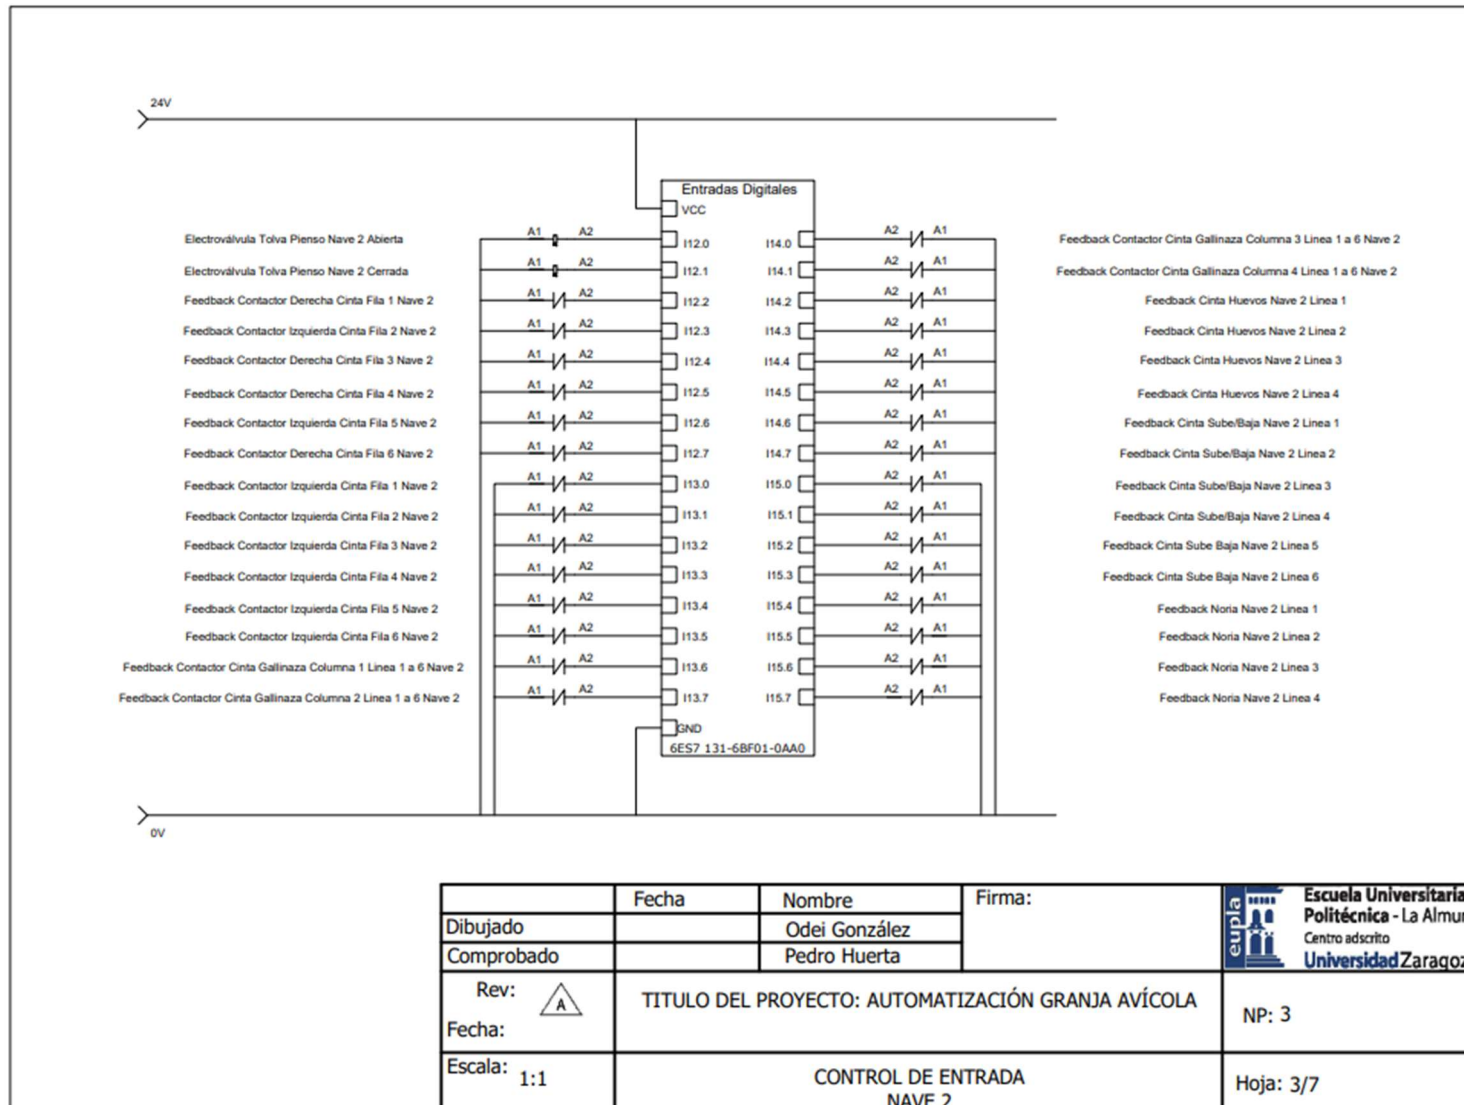 24V
Entradas Digitales
VCC
Electroválvula Tolva Pienso Nave 2 Abierta A1 A2 I12.0 I14.0 A2 A1 Feedback Contactor Cinta Gallinaza Columna 3 Linea 1 a 6 Nave 2
Electroválvula Tolva Pienso Nave 2 Cerrada A1 A2 I12.1 I14.1 A2 A1 Feedback Contactor Cinta Gallinaza Columna 4 Linea 1 a 6 Nave 2
Feedback Contactor Derecha Cinta Fila 1 Nave 2 A1 A2 I12.2 I14.2 A2 A1 Feedback Cinta Huevos Nave 2 Linea 1
Feedback Contactor Izquierda Cinta Fila 2 Nave 2 A1 A2 I12.3 I14.3 A2 A1 Feedback Cinta Huevos Nave 2 Linea 2
Feedback Contactor Derecha Cinta Fila 3 Nave 2 A1 A2 I12.4 I14.4 A2 A1 Feedback Cinta Huevos Nave 2 Linea 3
Feedback Contactor Derecha Cinta Fila 4 Nave 2 A1 A2 I12.5 I14.5 A2 A1 Feedback Cinta Huevos Nave 2 Linea 4
Feedback Contactor Izquierda Cinta Fila 5 Nave 2 A1 A2 I12.6 I14.6 A2 A1 Feedback Cinta Sube/Baja Nave 2 Linea 1
Feedback Contactor Derecha Cinta Fila 6 Nave 2 A1 A2 I12.7 I14.7 A2 A1 Feedback Cinta Sube/Baja Nave 2 Linea 2
Feedback Contactor Izquierda Cinta Fila 1 Nave 2 A1 A2 I13.0 I15.0 A2 A1 Feedback Cinta Sube/Baja Nave 2 Linea 3
Feedback Contactor Izquierda Cinta Fila 2 Nave 2 A1 A2 I13.1 I15.1 A2 A1 Feedback Cinta Sube/Baja Nave 2 Linea 4
Feedback Contactor Izquierda Cinta Fila 3 Nave 2 A1 A2 I13.2 I15.2 A2 A1 Feedback Cinta Sube Baja Nave 2 Linea 5
Feedback Contactor Izquierda Cinta Fila 4 Nave 2 A1 A2 I13.3 I15.3 A2 A1 Feedback Cinta Sube Baja Nave 2 Linea 6
Feedback Contactor Izquierda Cinta Fila 5 Nave 2 A1 A2 I13.4 I15.4 A2 A1 Feedback Noria Nave 2 Linea 1
Feedback Contactor Izquierda Cinta Fila 6 Nave 2 A1 A2 I13.5 I15.5 A2 A1 Feedback Noria Nave 2 Linea 2
Feedback Contactor Cinta Gallinaza Columna 1 Linea 1 a 6 Nave 2 A1 A2 I13.6 I15.6 A2 A1 Feedback Noria Nave 2 Linea 3
Feedback Contactor Cinta Gallinaza Columna 2 Linea 1 a 6 Nave 2 A1 A2 I13.7 I15.7 A2 A1 Feedback Noria Nave 2 Linea 4
GND
6ES7 131-6BF01-0AA0
0V
Fecha Nombre Firma:
Dibujado Odei González
Comprobado Pedro Huerta
eupla
Escuela Universitaria
Politécnica - La Almun
Centro adscrito
Universidad Zaragoz
Rev: A
Fecha:
TITULO DEL PROYECTO: AUTOMATIZACIÓN GRANJA AVÍCOLA
NP: 3
Escala: 1:1
CONTROL DE ENTRADA
NAVE 2
Hoja: 3/7